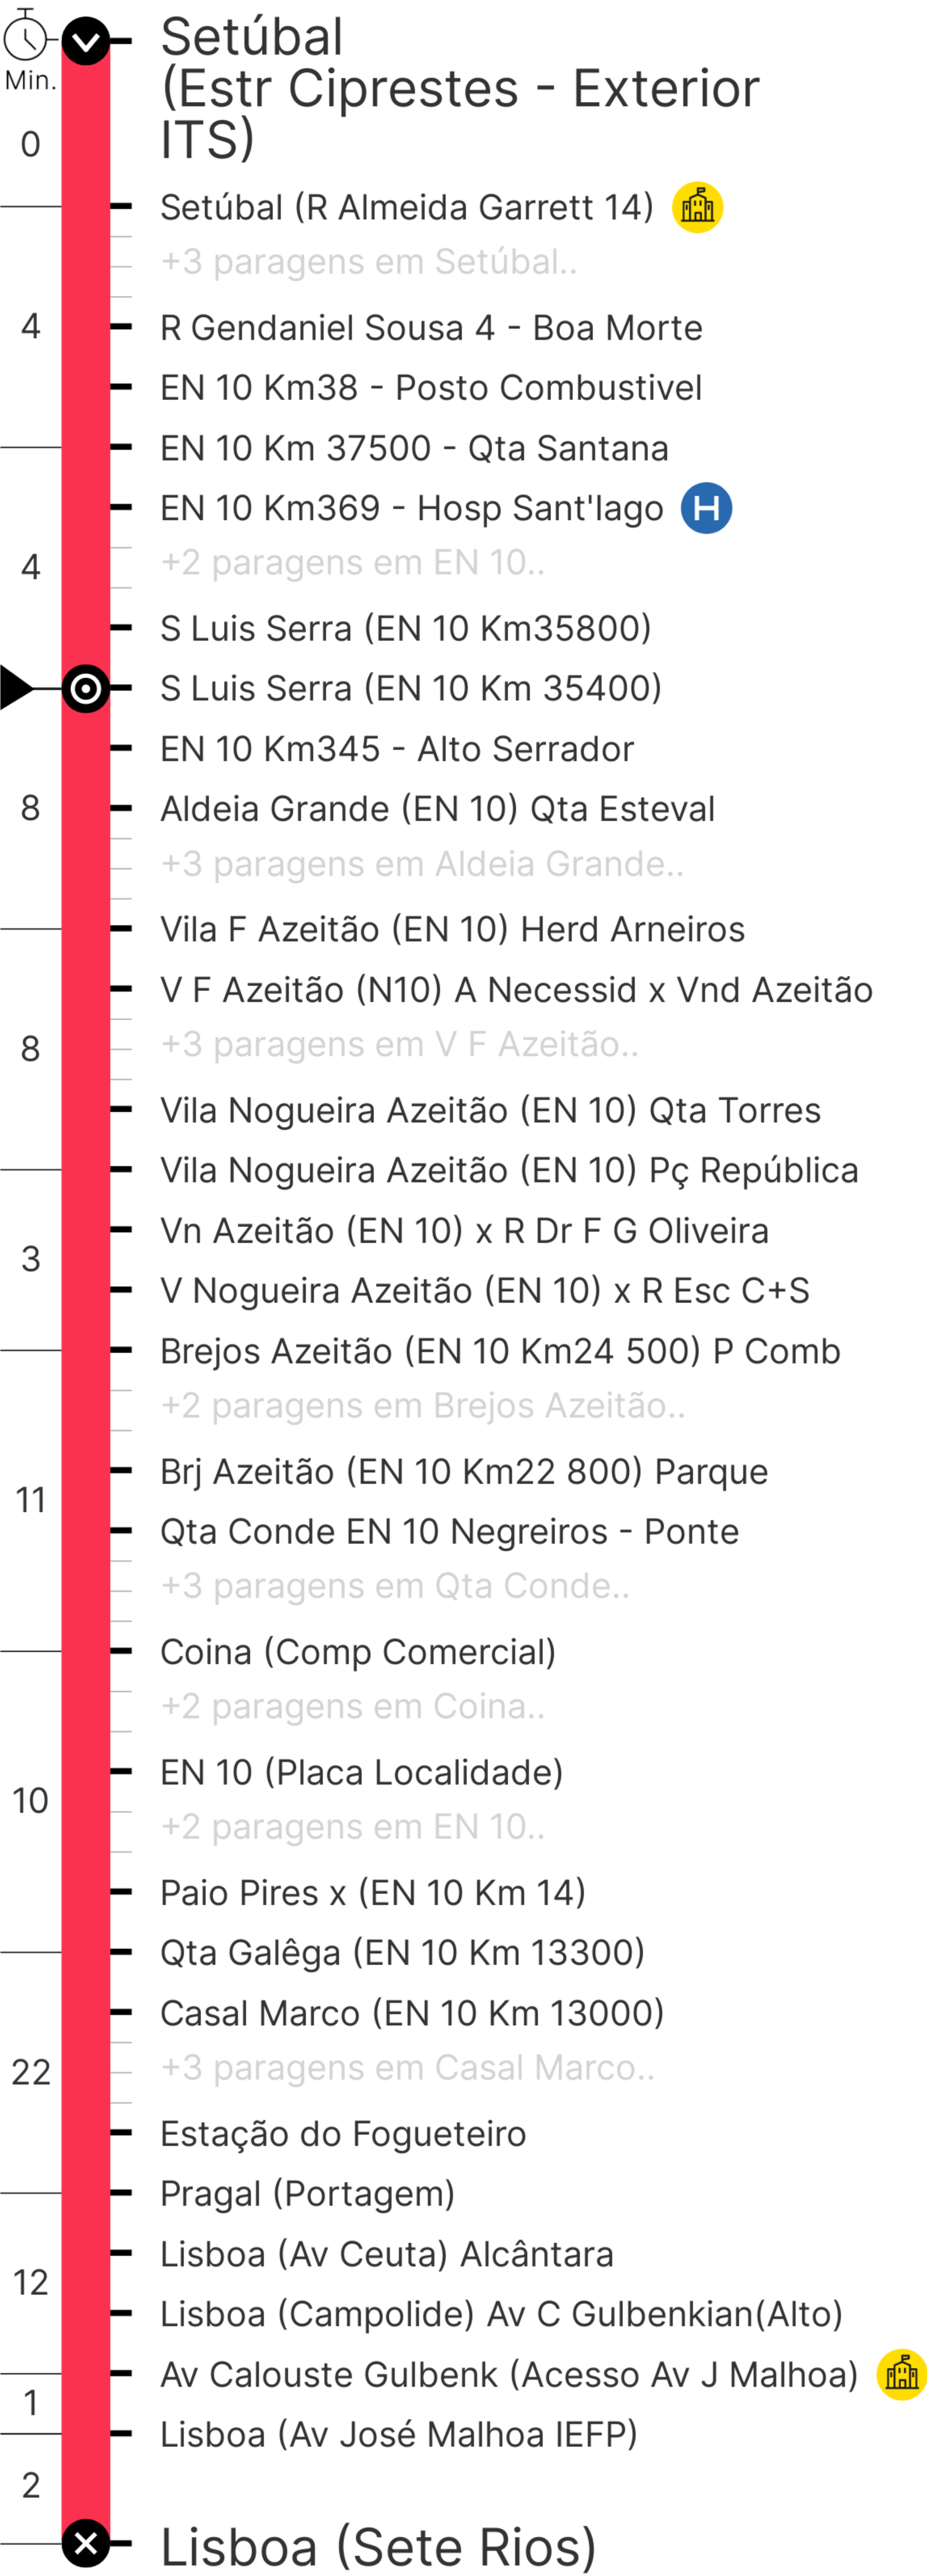 Setúbal
Min.
(Estr Ciprestes - Exterior
0
ITS)
Setúbal (R Almeida Garrett 14)
+3 paragens em Setúbal..
4
R Gendaniel Sousa 4 - Boa Morte
EN 10 Km38 - Posto Combustivel
EN 10 Km 37500 - Qta Santana
EN 10 Km369 - Hosp Sant'Iago
H
4
+2 paragens em EN 10..
S Luis Serra (EN 10 Km35800)
S Luis Serra (EN 10 Km 35400)
EN 10 Km345 - Alto Serrador
8
Aldeia Grande (EN 10) Qta Esteval
+3 paragens em Aldeia Grande..
Vila F Azeitão (EN 10) Herd Arneiros
V F Azeitão (N10) A Necessid x Vnd Azeitão
8
+3 paragens em V F Azeitão..
Vila Nogueira Azeitão (EN 10) Qta Torres
Vila Nogueira Azeitão (EN 10) Pç República
Vn Azeitão (EN 10) x R Dr F G Oliveira
3
V Nogueira Azeitão (EN 10) x R Esc C+S
Brejos Azeitão (EN 10 Km24 500) P Comb
+2 paragens em Brejos Azeitão..
Brj Azeitão (EN 10 Km22 800) Parque
11
Qta Conde EN 10 Negreiros - Ponte
+3 paragens em Qta Conde..
Coina (Comp Comercial)
+2 paragens em Coina..
EN 10 (Placa Localidade)
10
+2 paragens em EN 10..
Paio Pires x (EN 10 Km 14)
Qta Galêga (EN 10 Km 13300)
Casal Marco (EN 10 Km 13000)
22
+3 paragens em Casal Marco..
Estação do Fogueteiro
Pragal (Portagem)
Lisboa (Av Ceuta) Alcântara
12
Lisboa (Campolide) Av C Gulbenkian(Alto)
Av Calouste Gulbenk (Acesso Av J Malhoa)
1
Lisboa (Av José Malhoa IEFP)
2
Lisboa (Sete Rios)